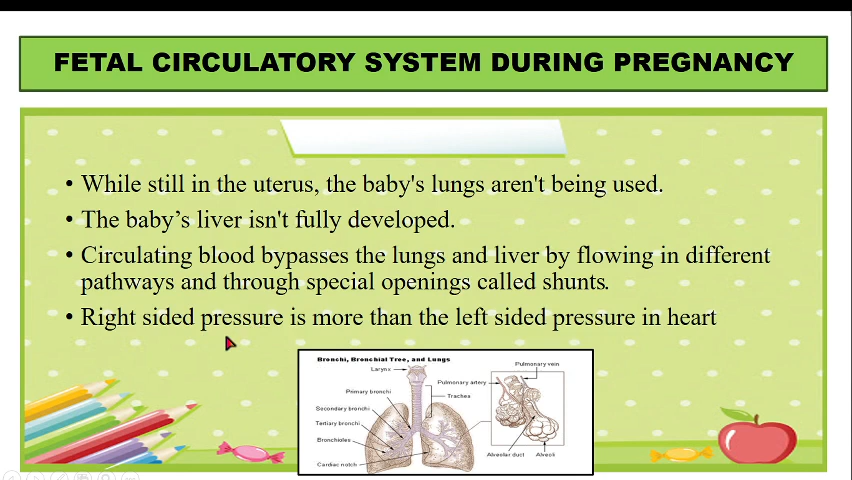 FETAL CIRCULATORY SYSTEM DURING PREGNANCY
• While still in the uterus, the baby's lungs aren't being used.
• The baby’s liver isn't fully developed.
• Circulating blood bypasses the lungs and liver by flowing in different
pathways and through special openings called shunts.
• Right sided pressure is more than the left sided pressure in heart
Bronchi, Bronchial Tree, and Lungs
Larynx
Primary bronchi
Secondary bronchi
Tertiary bronchi
Bronchioles
Cardiac notch
Pulmonary artery
Trachea
Pulmonary vein
Alveolar duct
Alveoli